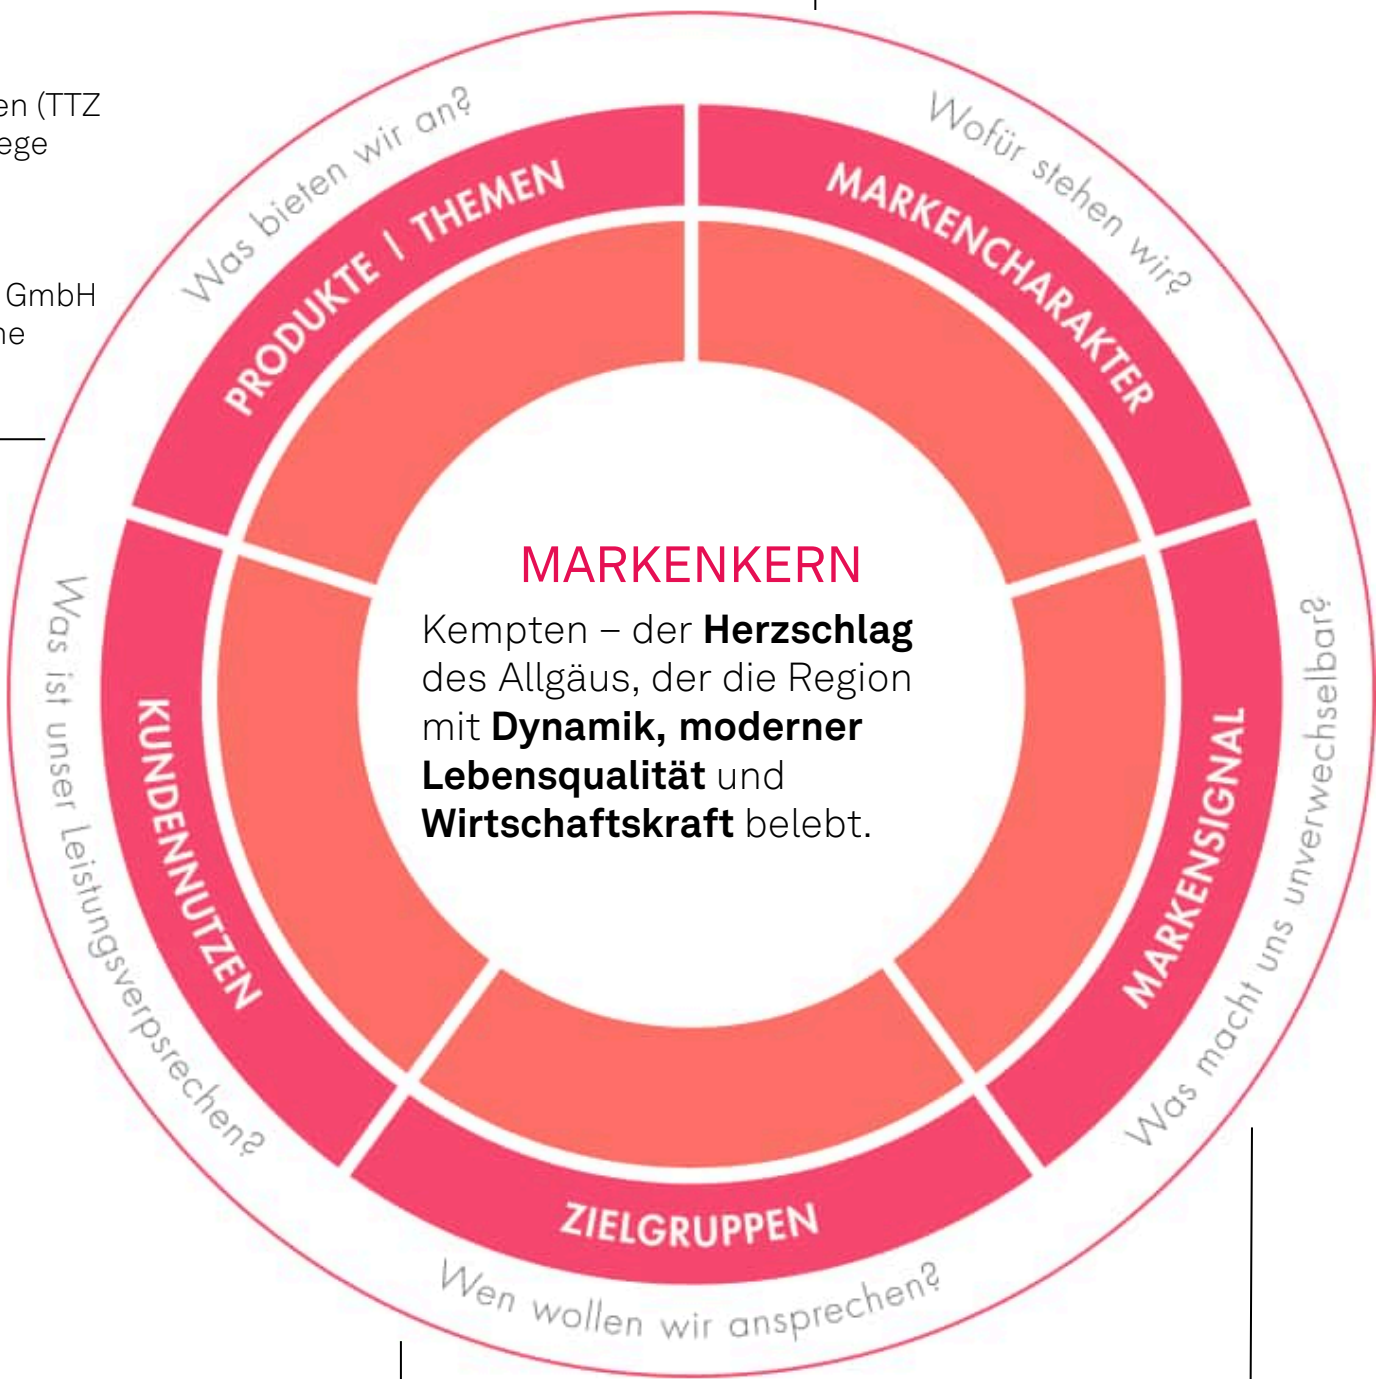 en (TTZ
ege
GmbH
ne
Was bieten wir an?
PRODUKTE | THEMEN
Wofür stehen wir?
MARKENCHARAKTER
MARKENKERN
Kempten – der Herzschlag
des Allgäus, der die Region
mit Dynamik, moderner
Lebensqualität und
Wirtschaftskraft belebt.
Was ist unser Leistungsverpsrechen?
KUNDENNUTZEN
MARKENSIGNAL
Was macht uns unverwechselbar?
ZIELGRUPPEN
Wen wollen wir ansprechen?